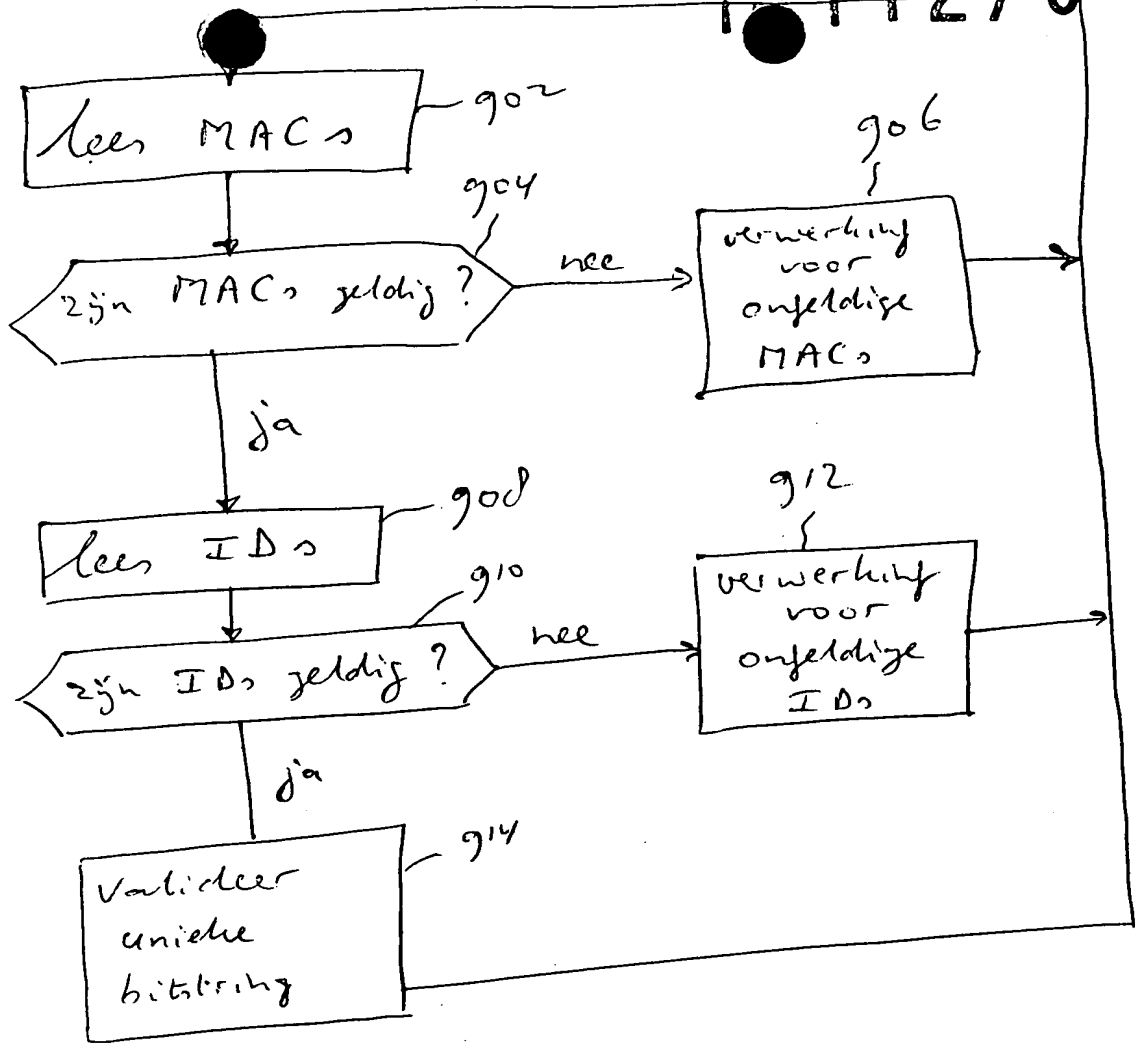 lees MACs
902
904
zijn MACs geldig?
nee
906
verwerking
voor
ongeldige
MACs
ja
908
lees IDs
910
zijn IDs geldig?
nee
912
verwerking
voor
ongeldige
IDs
ja
914
Valideer
unieke
bitstring